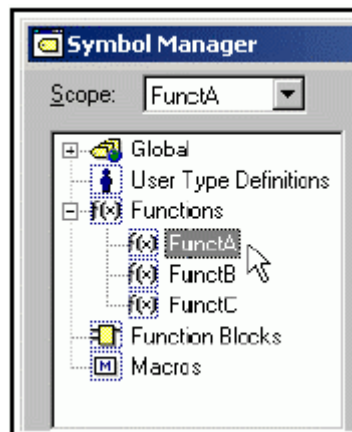 Symbol Manager
Scope: FunctA
Global
User Type Definitions
f(x) Functions
f(x) FunctA
f(x) FunctB
f(x) FunctC
Function Blocks
M Macros